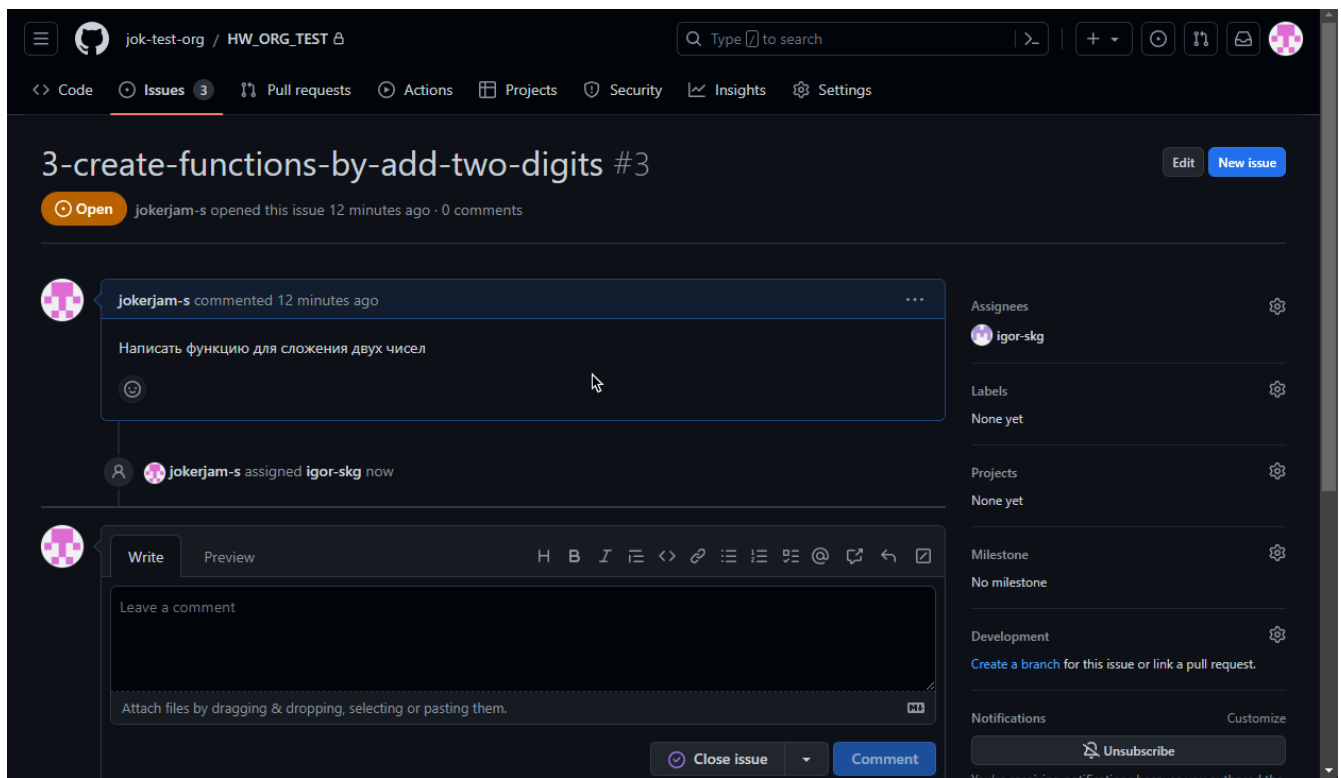 jok-test-org / HW_ORG_TEST
Type / to search
Code
Issues 3
Pull requests
Actions
Projects
Security
Insights
Settings
3-create-functions-by-add-two-digits #3
Edit
New issue
Open
jokerjam-s opened this issue 12 minutes ago · 0 comments
jokerjam-s commented 12 minutes ago
Написать функцию для сложения двух чисел
jokerjam-s assigned igor-skg now
Write
Preview
Leave a comment
Attach files by dragging & dropping, selecting or pasting them.
Close issue
Comment
Assignees
igor-skg
Labels
None yet
Projects
None yet
Milestone
No milestone
Development
Create a branch for this issue or link a pull request.
Notifications
Customize
Unsubscribe